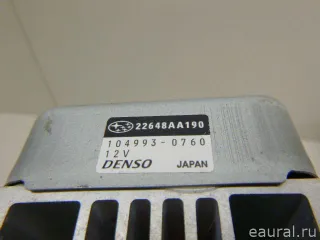 22648AA190
104993-0760
12V
DENSO JAPAN
eaural.ru